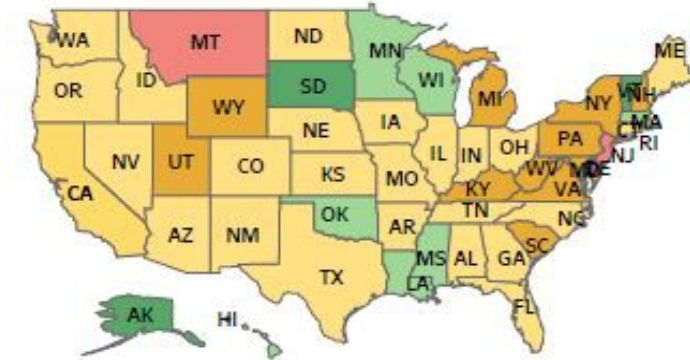 WA
MT
ND
MN
ME
OR
ID
WY
SD
WI
MI
NY
VT
NH
MA
CT
RI
NV
UT
CO
NE
IA
IL
IN
OH
PA
NJ
DE
CA
KS
MO
KY
WV
VA
AZ
NM
OK
AR
TN
NC
TX
LA
MS
AL
GA
SC
FL
AK
HI